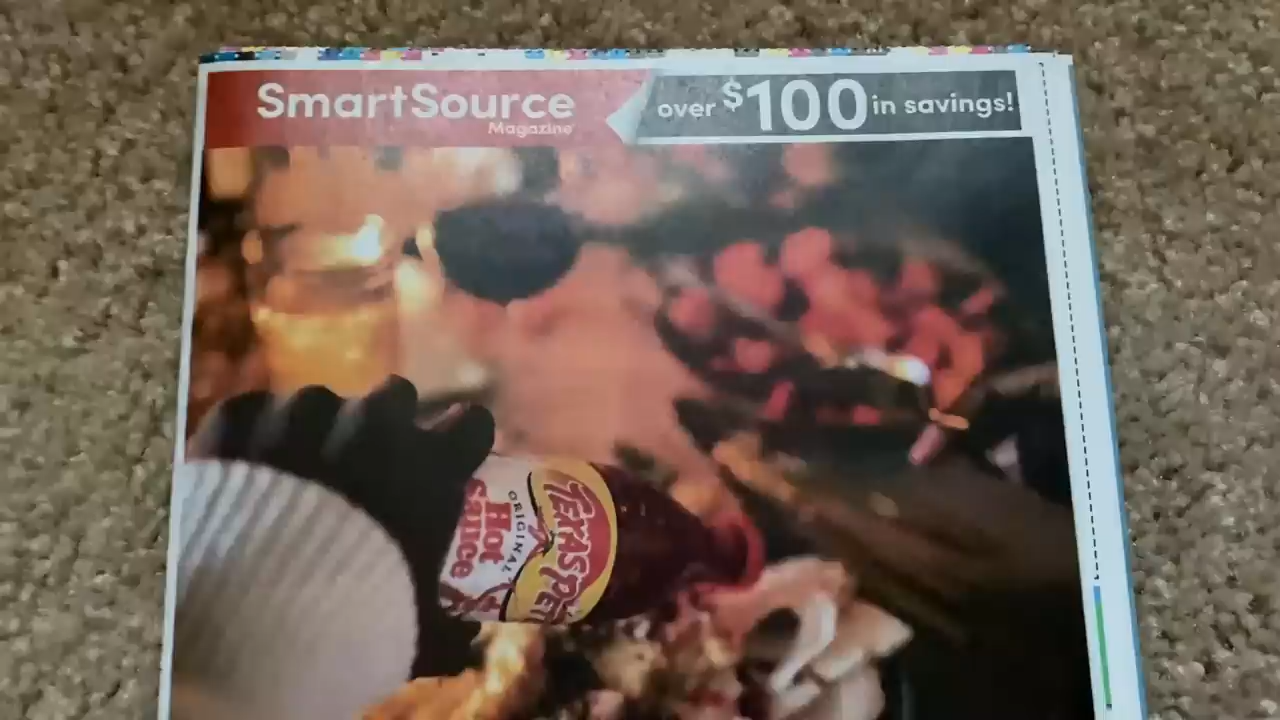 SmartSource
Magazine
over $100 in savings!
TEXAS PETE
ORIGINAL
Hot
Sauce